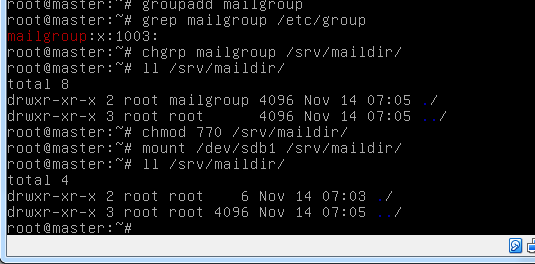 root@master:~# groupadd mailgroup
root@master:~# grep mailgroup /etc/group
mailgroup:x:1003:
root@master:~# chgrp mailgroup /srv/maildir/
root@master:~# ll /srv/maildir/
total 8
drwxr-xr-x 2 root mailgroup 4096 Nov 14 07:05 ./
drwxr-xr-x 3 root root      4096 Nov 14 07:05 ../
root@master:~# chmod 770 /srv/maildir/
root@master:~# mount /dev/sdb1 /srv/maildir/
root@master:~# ll /srv/maildir/
total 4
drwxr-xr-x 2 root root    6 Nov 14 07:03 ./
drwxr-xr-x 3 root root 4096 Nov 14 07:05 ../
root@master:~#